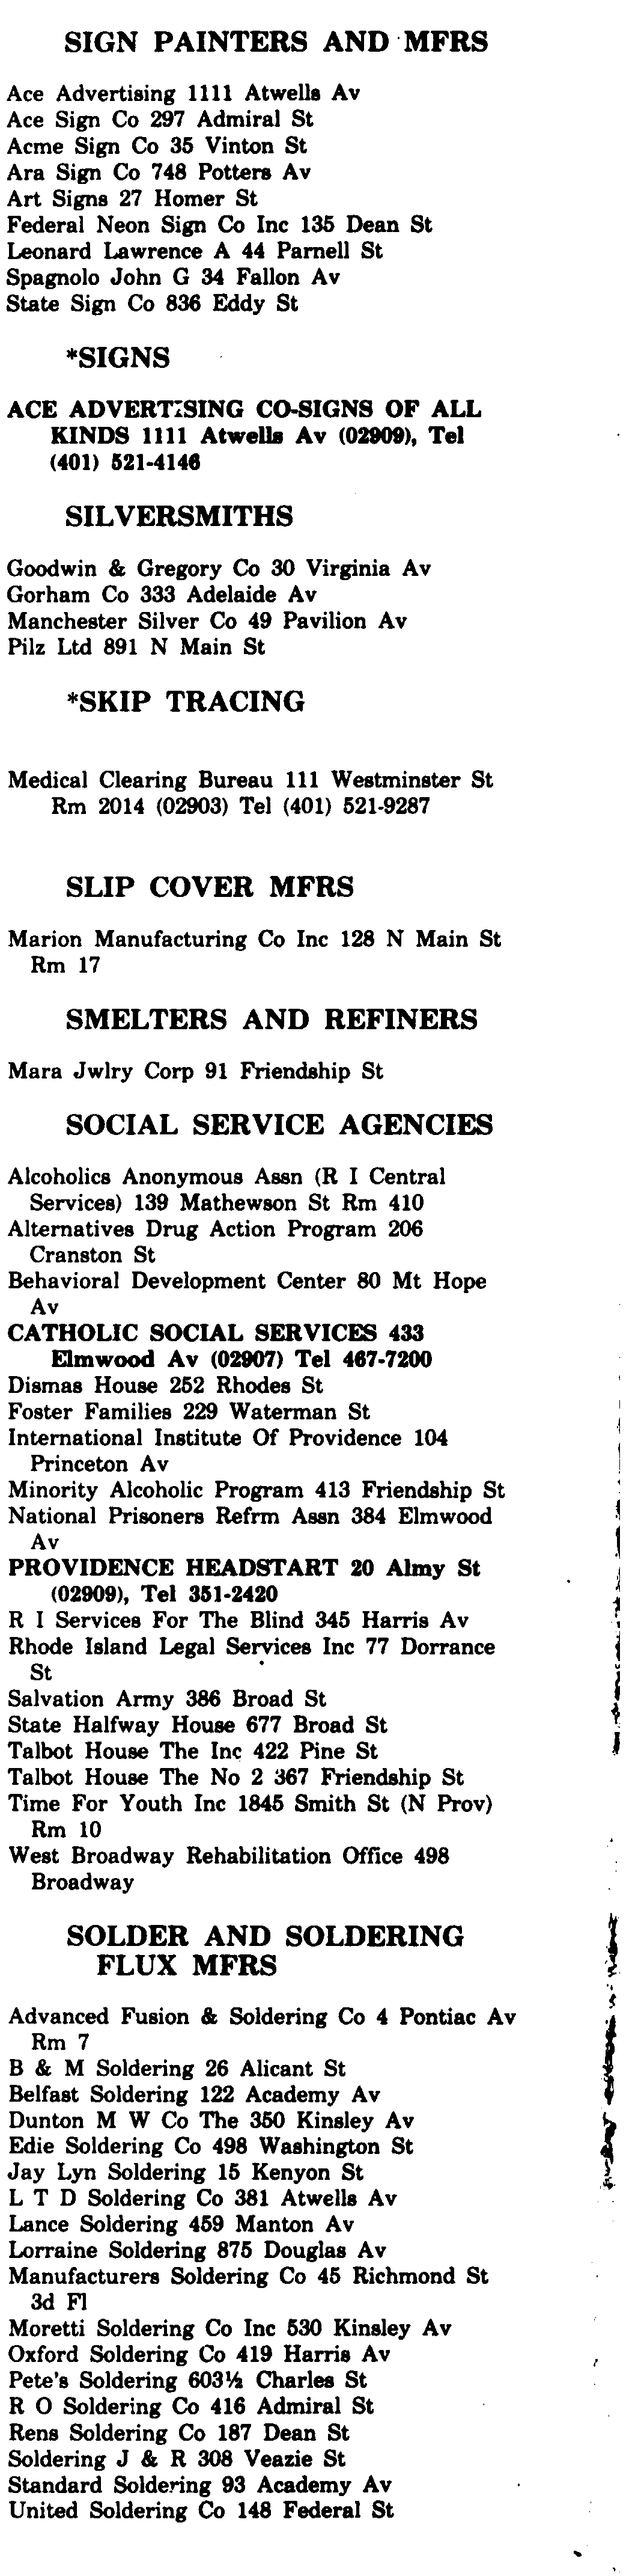 SIGN PAINTERS AND MFRS
Ace Advertising 1111 Atwells Av
Ace Sign Co 297 Admiral St
Acme Sign Co 35 Vinton St
Ara Sign Co 748 Potters Av
Art Signs 27 Homer St
Federal Neon Sign Co Inc 135 Dean St
Leonard Lawrence A 44 Parnell St
Spagnolo John G 34 Fallon Av
State Sign Co 836 Eddy St
*SIGNS
ACE ADVERTISING CO-SIGNS OF ALL
KINDS 1111 Atwells Av (02909), Tel
(401) 521-4146
SILVERSMITHS
Goodwin & Gregory Co 30 Virginia Av
Gorham Co 333 Adelaide Av
Manchester Silver Co 49 Pavilion Av
Pilz Ltd 891 N Main St
*SKIP TRACING
Medical Clearing Bureau 111 Westminster St
Rm 2014 (02903) Tel (401) 521-9287
SLIP COVER MFRS
Marion Manufacturing Co Inc 128 N Main St
Rm 17
SMELTERS AND REFINERS
Mara Jwlry Corp 91 Friendship St
SOCIAL SERVICE AGENCIES
Alcoholics Anonymous Assn (R I Central
Services) 139 Mathewson St Rm 410
Alternatives Drug Action Program 206
Cranston St
Behavioral Development Center 80 Mt Hope
Av
CATHOLIC SOCIAL SERVICES 433
Elmwood Av (02907) Tel 467-7200
Dismas House 252 Rhodes St
Foster Families 229 Waterman St
International Institute Of Providence 104
Princeton Av
Minority Alcoholic Program 413 Friendship St
National Prisoners Refrm Assn 384 Elmwood
Av
PROVIDENCE HEADSTART 20 Almy St
(02909), Tel 351-2420
R I Services For The Blind 345 Harris Av
Rhode Island Legal Services Inc 77 Dorrance
St
Salvation Army 386 Broad St
State Halfway House 677 Broad St
Talbot House The Inc 422 Pine St
Talbot House The No 2 367 Friendship St
Time For Youth Inc 1845 Smith St (N Prov)
Rm 10
West Broadway Rehabilitation Office 498
Broadway
SOLDER AND SOLDERING
FLUX MFRS
Advanced Fusion & Soldering Co 4 Pontiac Av
Rm 7
B & M Soldering 26 Alicant St
Belfast Soldering 122 Academy Av
Dunton M W Co The 350 Kinsley Av
Edie Soldering Co 498 Washington St
Jay Lyn Soldering 15 Kenyon St
L T D Soldering Co 381 Atwells Av
Lance Soldering 459 Manton Av
Lorraine Soldering 875 Douglas Av
Manufacturers Soldering Co 45 Richmond St
3d Fl
Moretti Soldering Co Inc 530 Kinsley Av
Oxford Soldering Co 419 Harris Av
Pete's Soldering 603½ Charles St
R O Soldering Co 416 Admiral St
Rens Soldering Co 187 Dean St
Soldering J & R 308 Veazie St
Standard Soldering 93 Academy Av
United Soldering Co 148 Federal St